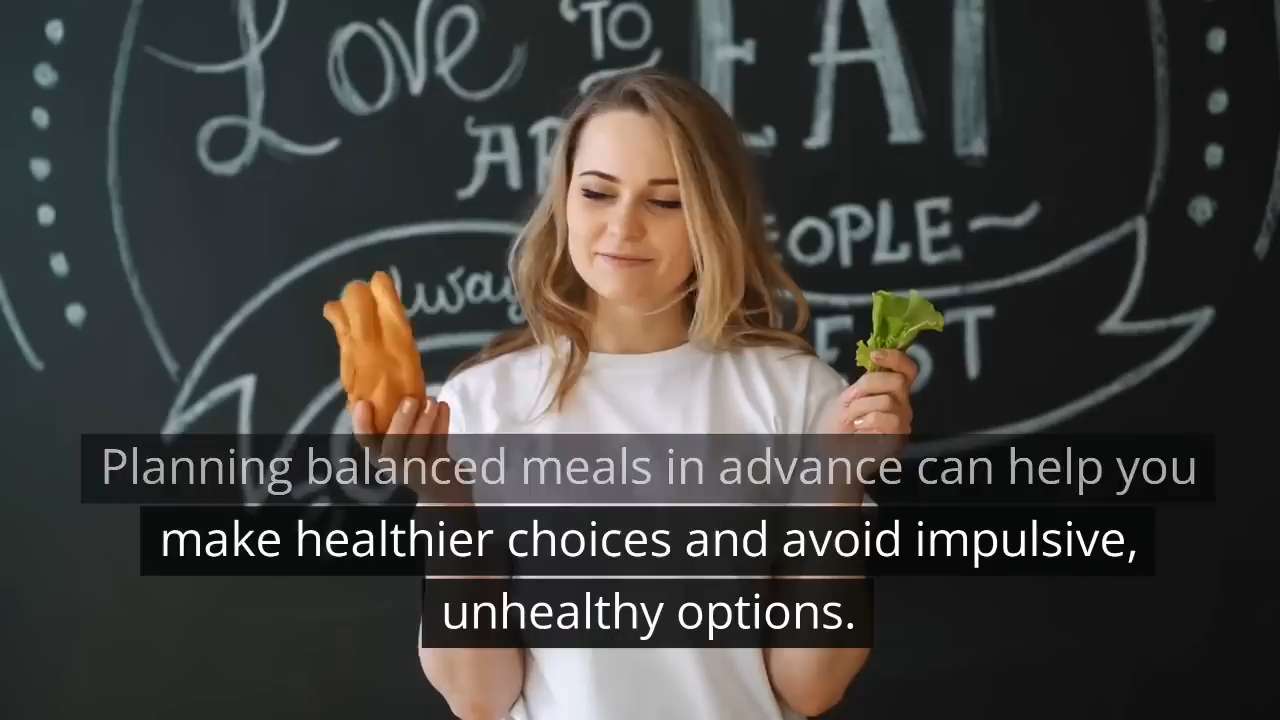 Love TO EAT
PEOPLE~
Planning balanced meals in advance can help you
make healthier choices and avoid impulsive,
unhealthy options.